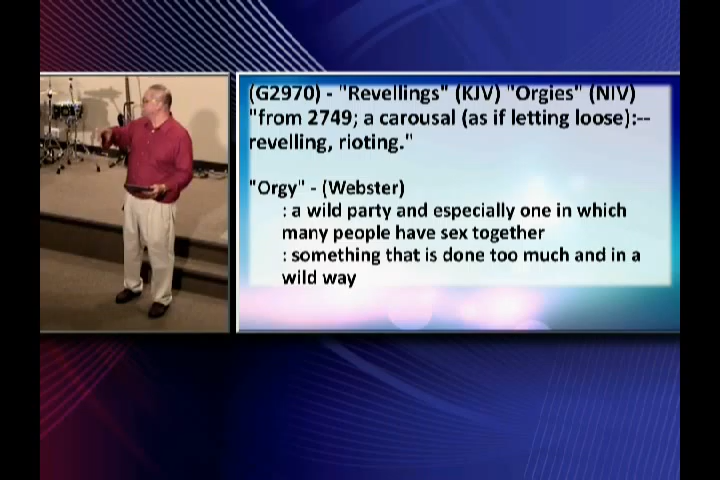 (G2970) - "Revellings" (KJV) "Orgies" (NIV)
"from 2749; a carousal (as if letting loose):--
revelling, rioting."
"Orgy" - (Webster)
: a wild party and especially one in which
many people have sex together
: something that is done too much and in a
wild way